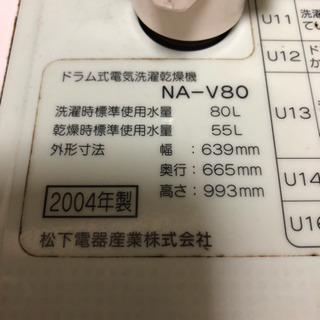 ドラム式電気洗濯乾燥機
NA-V80
洗濯時標準使用水量 80L
乾燥時標準使用水量 55L
外形寸法 幅：639mm
奥行：665mm
高さ：993mm
2004年製
松下電器産業株式会社
U11 洗濯
U12
U13
U14
U16